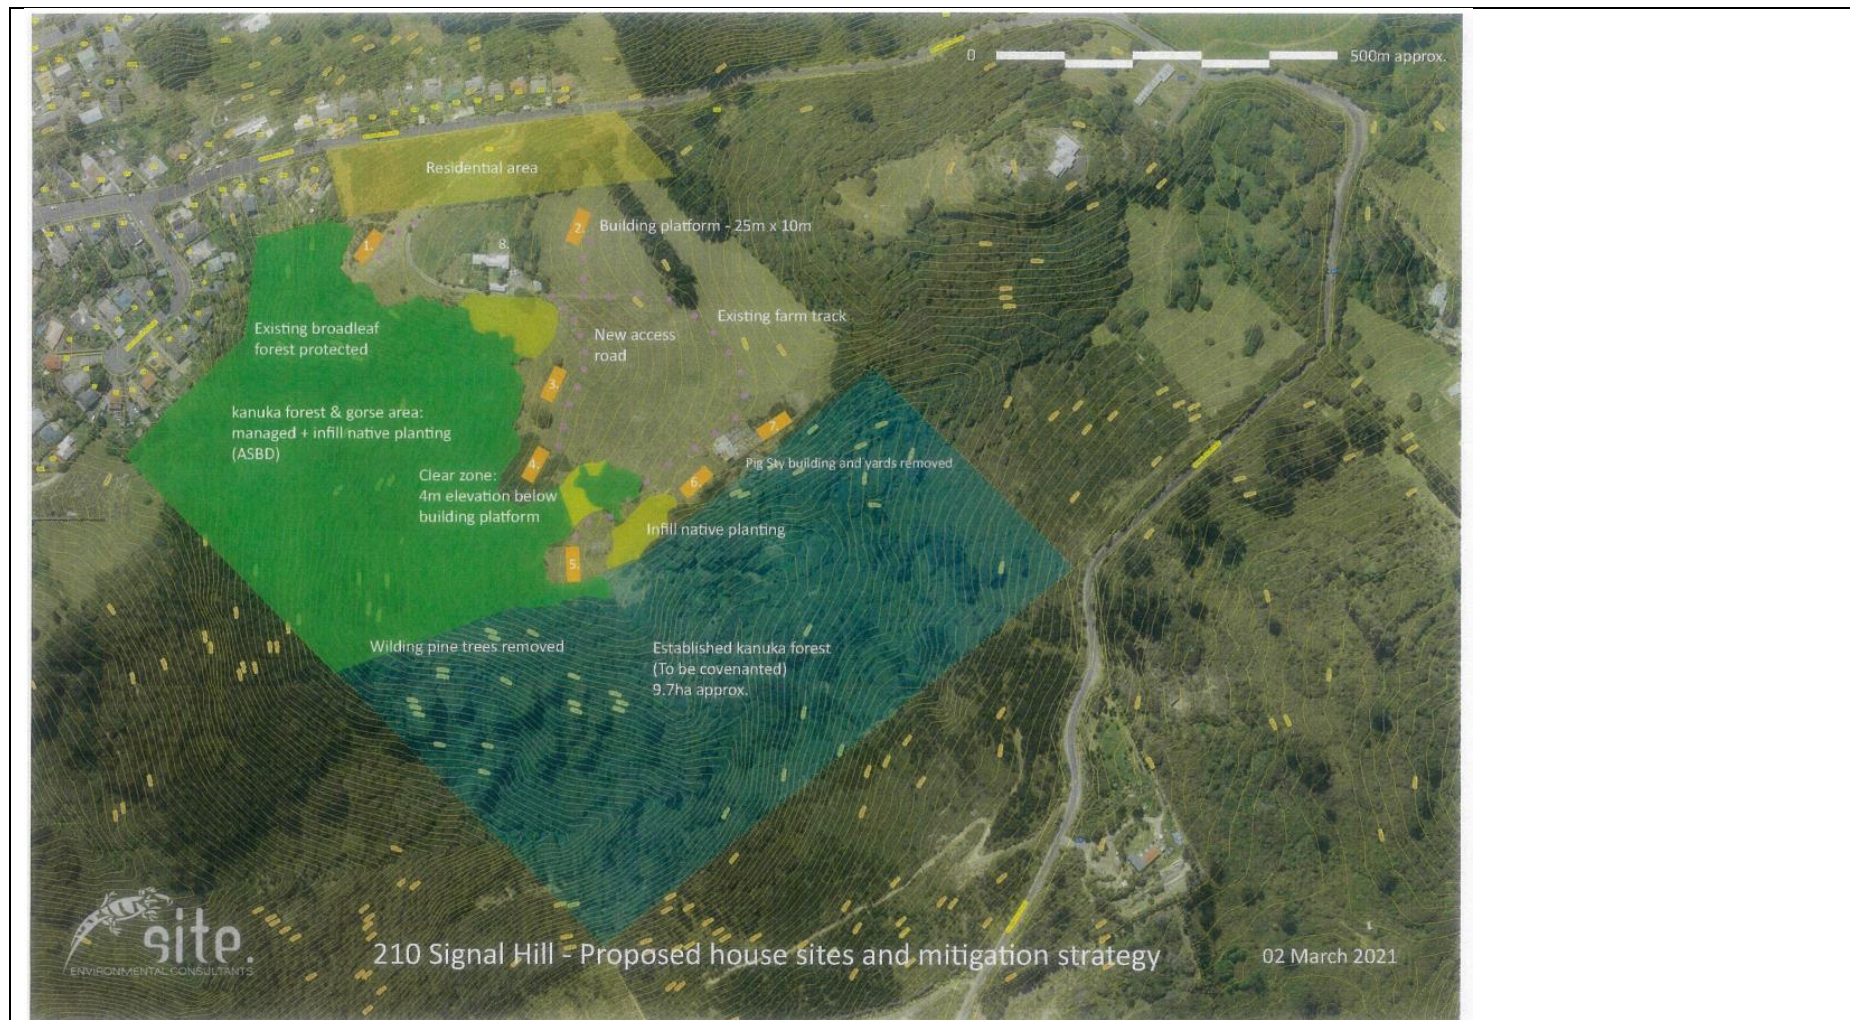 0
500m approx.
Residential area
1.
8.
2.
Building platform - 25m x 10m
Existing broadleaf
forest protected
New access
road
Existing farm track
3.
kanuka forest & gorse area:
managed + infill native planting
(ASBD)
7.
4.
Clear zone:
4m elevation below
building platform
6.
Pig Sty building and yards removed
Infill native planting
5.
Wilding pine trees removed
Established kanuka forest
(To be covenanted)
9.7ha approx.
site.
ENVIRONMENTAL CONSULTANTS
210 Signal Hill - Proposed house sites and mitigation strategy
02 March 2021